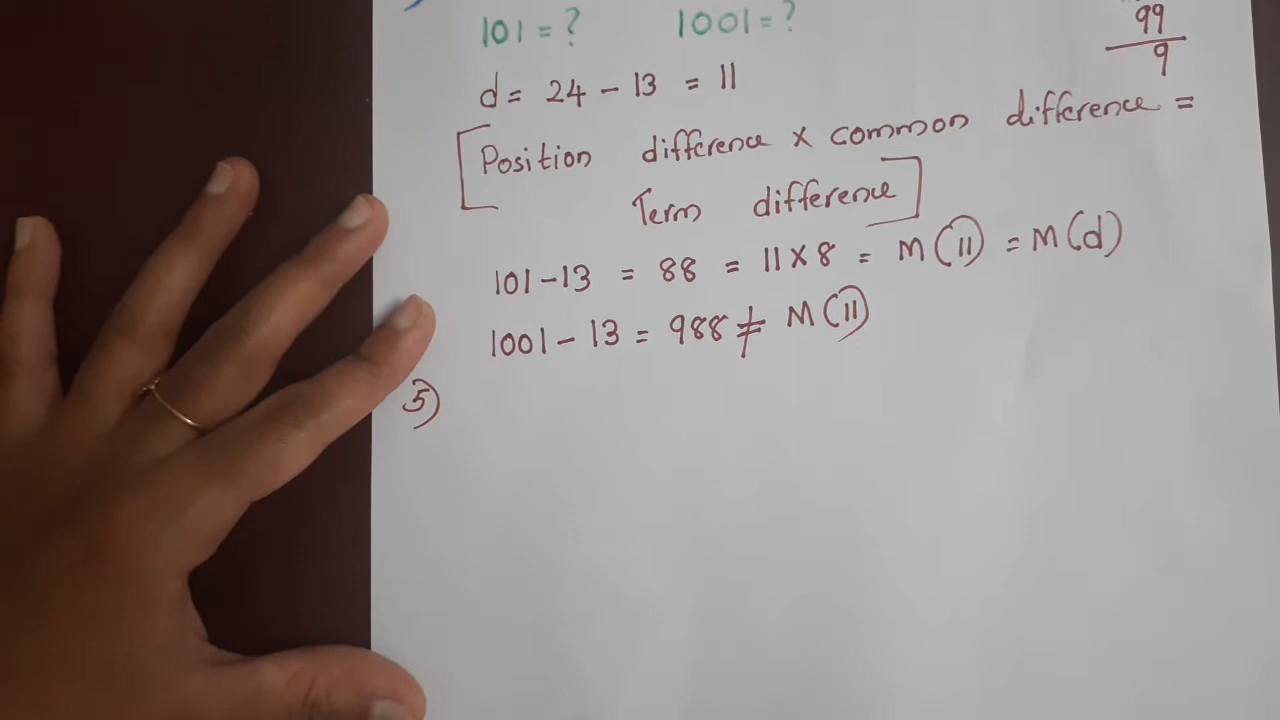 101 = ? 1001 = ?
99
9
d = 24 - 13 = 11
[Position difference x common difference =
Term difference]
101 - 13 = 88 = 11 x 8 = M(11) = M(d)
1001 - 13 = 988 ≠ M(11)
5)